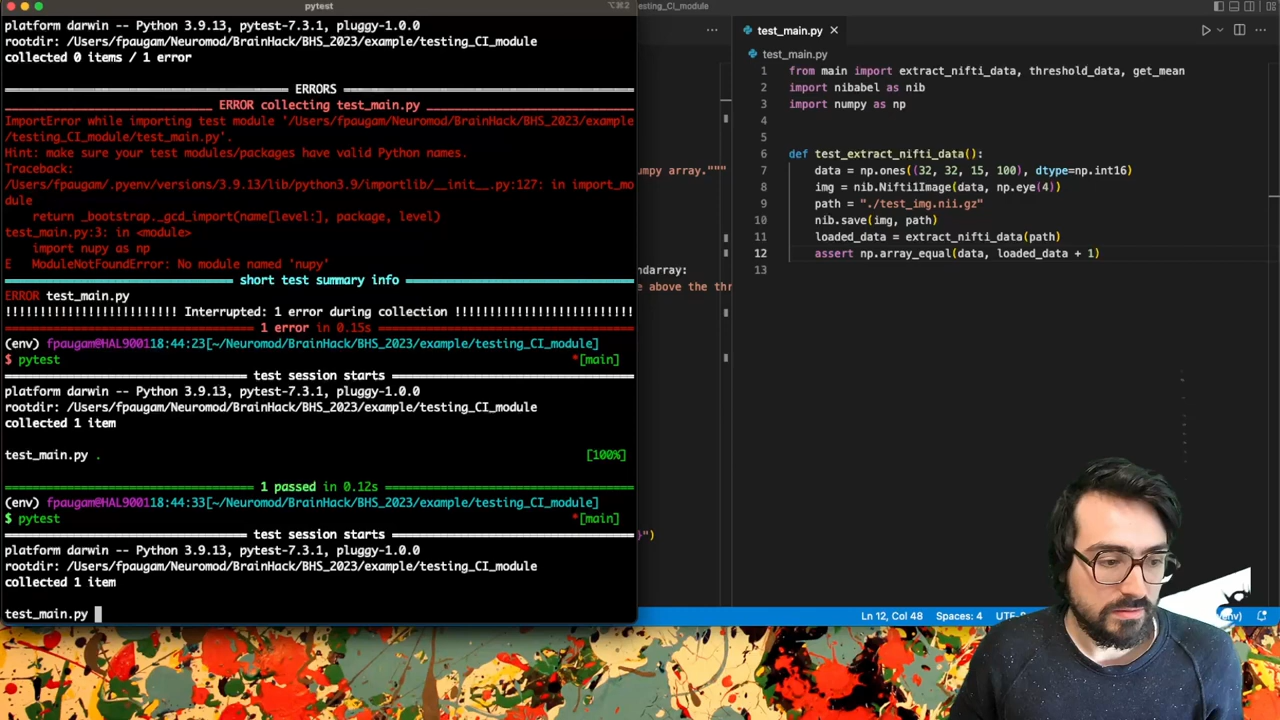 pytest
⌥⌘2
platform darwin -- Python 3.9.13, pytest-7.3.1, pluggy-1.0.0
rootdir: /Users/fpaugam/Neuromod/BrainHack/BHS_2023/example/testing_CI_module
collected 0 items / 1 error
ERRORS
ERROR collecting test_main.py
ImportError while importing test module '/Users/fpaugam/Neuromod/BrainHack/BHS_2023/example
/testing_CI_module/test_main.py'.
Hint: make sure your test modules/packages have valid Python names.
Traceback:
/Users/fpaugam/.pyenv/versions/3.9.13/lib/python3.9/importlib/__init__.py:127: in import_mo
dule
return _bootstrap._gcd_import(name[level:], package, level)
test_main.py:3: in <module>
import nupy as np
E   ModuleNotFoundError: No module named 'nupy'
short test summary info
ERROR test_main.py
!!!!!!!!!!!!!!!!!!!!!!!!! Interrupted: 1 error during collection !!!!!!!!!!!!!!!!!!!!!!!!!!
1 error in 0.15s
(env) fpaugam@HAL900118:44:23[~/Neuromod/BrainHack/BHS_2023/example/testing_CI_module]
$ pytest *[main]
test session starts
platform darwin -- Python 3.9.13, pytest-7.3.1, pluggy-1.0.0
rootdir: /Users/fpaugam/Neuromod/BrainHack/BHS_2023/example/testing_CI_module
collected 1 item
test_main.py . [100%]
1 passed in 0.12s
(env) fpaugam@HAL900118:44:33[~/Neuromod/BrainHack/BHS_2023/example/testing_CI_module]
$ pytest *[main]
test session starts
platform darwin -- Python 3.9.13, pytest-7.3.1, pluggy-1.0.0
rootdir: /Users/fpaugam/Neuromod/BrainHack/BHS_2023/example/testing_CI_module
collected 1 item
test_main.py
esting_CI_module
umpy array."""
ndarray:
e above the thr
}")
test_main.py
test_main.py
1 from main import extract_nifti_data, threshold_data, get_mean
2 import nibabel as nib
3 import numpy as np
4
5
6 def test_extract_nifti_data():
7 data = np.ones((32, 32, 15, 100), dtype=np.int16)
8 img = nib.Nifti1Image(data, np.eye(4))
9 path = "./test_img.nii.gz"
10 nib.save(img, path)
11 loaded_data = extract_nifti_data(path)
12 assert np.array_equal(data, loaded_data + 1)
13
Ln 12, Col 48 Spaces: 4 UTF-8